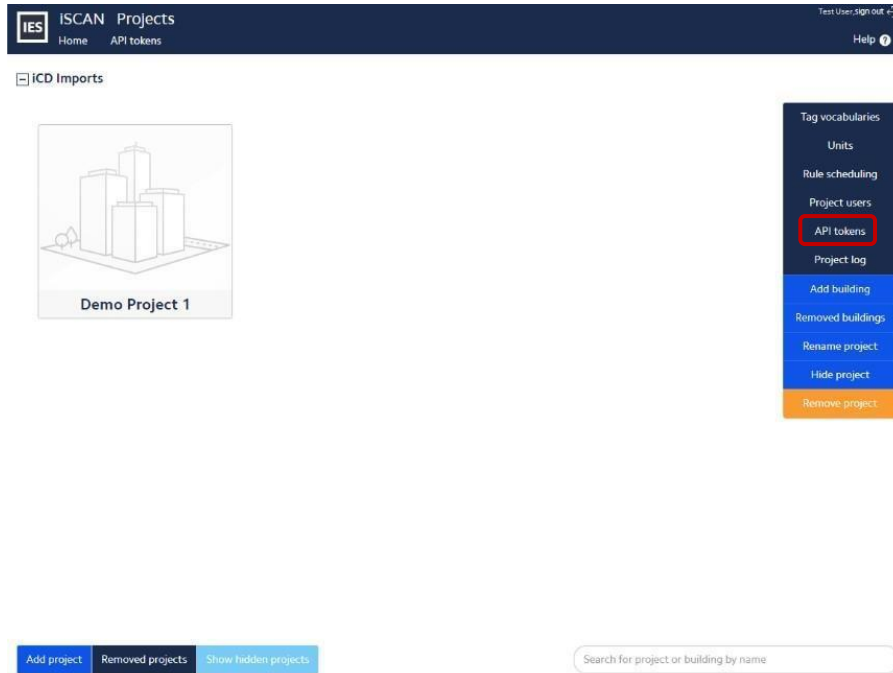 IES
ISCAN Projects
Test User,sign out
Home API tokens
Help ?
iCD Imports
Demo Project 1
Tag vocabularies
Units
Rule scheduling
Project users
API tokens
Project log
Add building
Removed buildings
Rename project
Hide project
Remove project
Add project Removed projects Show hidden projects
Search for project or building by name